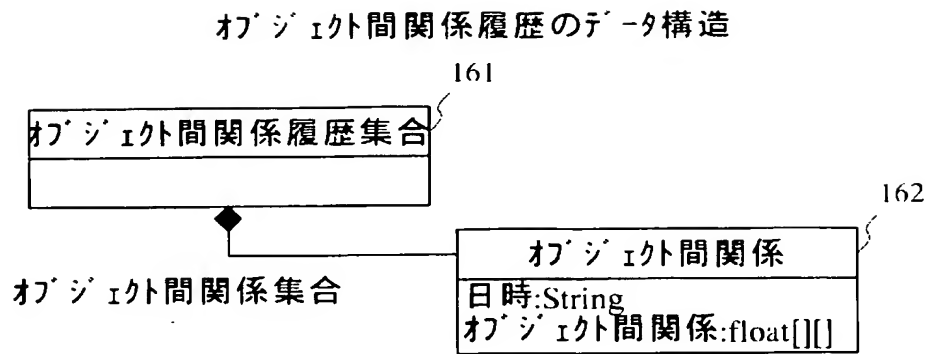 オブジェクト間関係履歴のデータ構造
161
オブジェクト間関係履歴集合
162
オブジェクト間関係
オブジェクト間関係集合
日時:String
オブジェクト間関係:float[][]